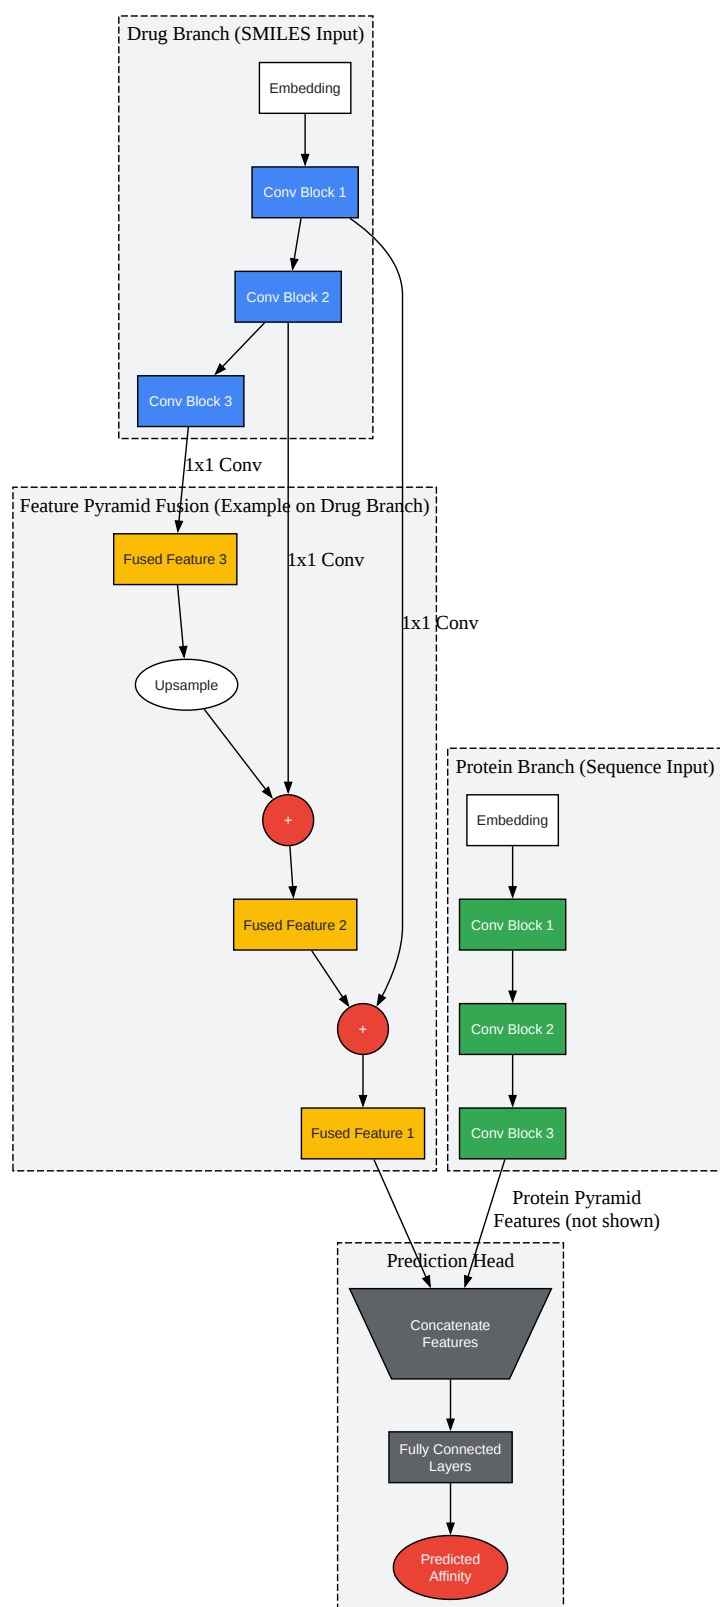 Drug Branch (SMILES Input)
Embedding
Conv Block 1
Conv Block 2
Conv Block 3
1x1 Conv
Feature Pyramid Fusion (Example on Drug Branch)
Fused Feature 3
1x1 Conv
1x1 Conv
Upsample
+
Fused Feature 2
+
Fused Feature 1
Protein Branch (Sequence Input)
Embedding
Conv Block 1
Conv Block 2
Conv Block 3
Protein Pyramid
Features (not shown)
Prediction Head
Concatenate
Features
Fully Connected
Layers
Predicted
Affinity